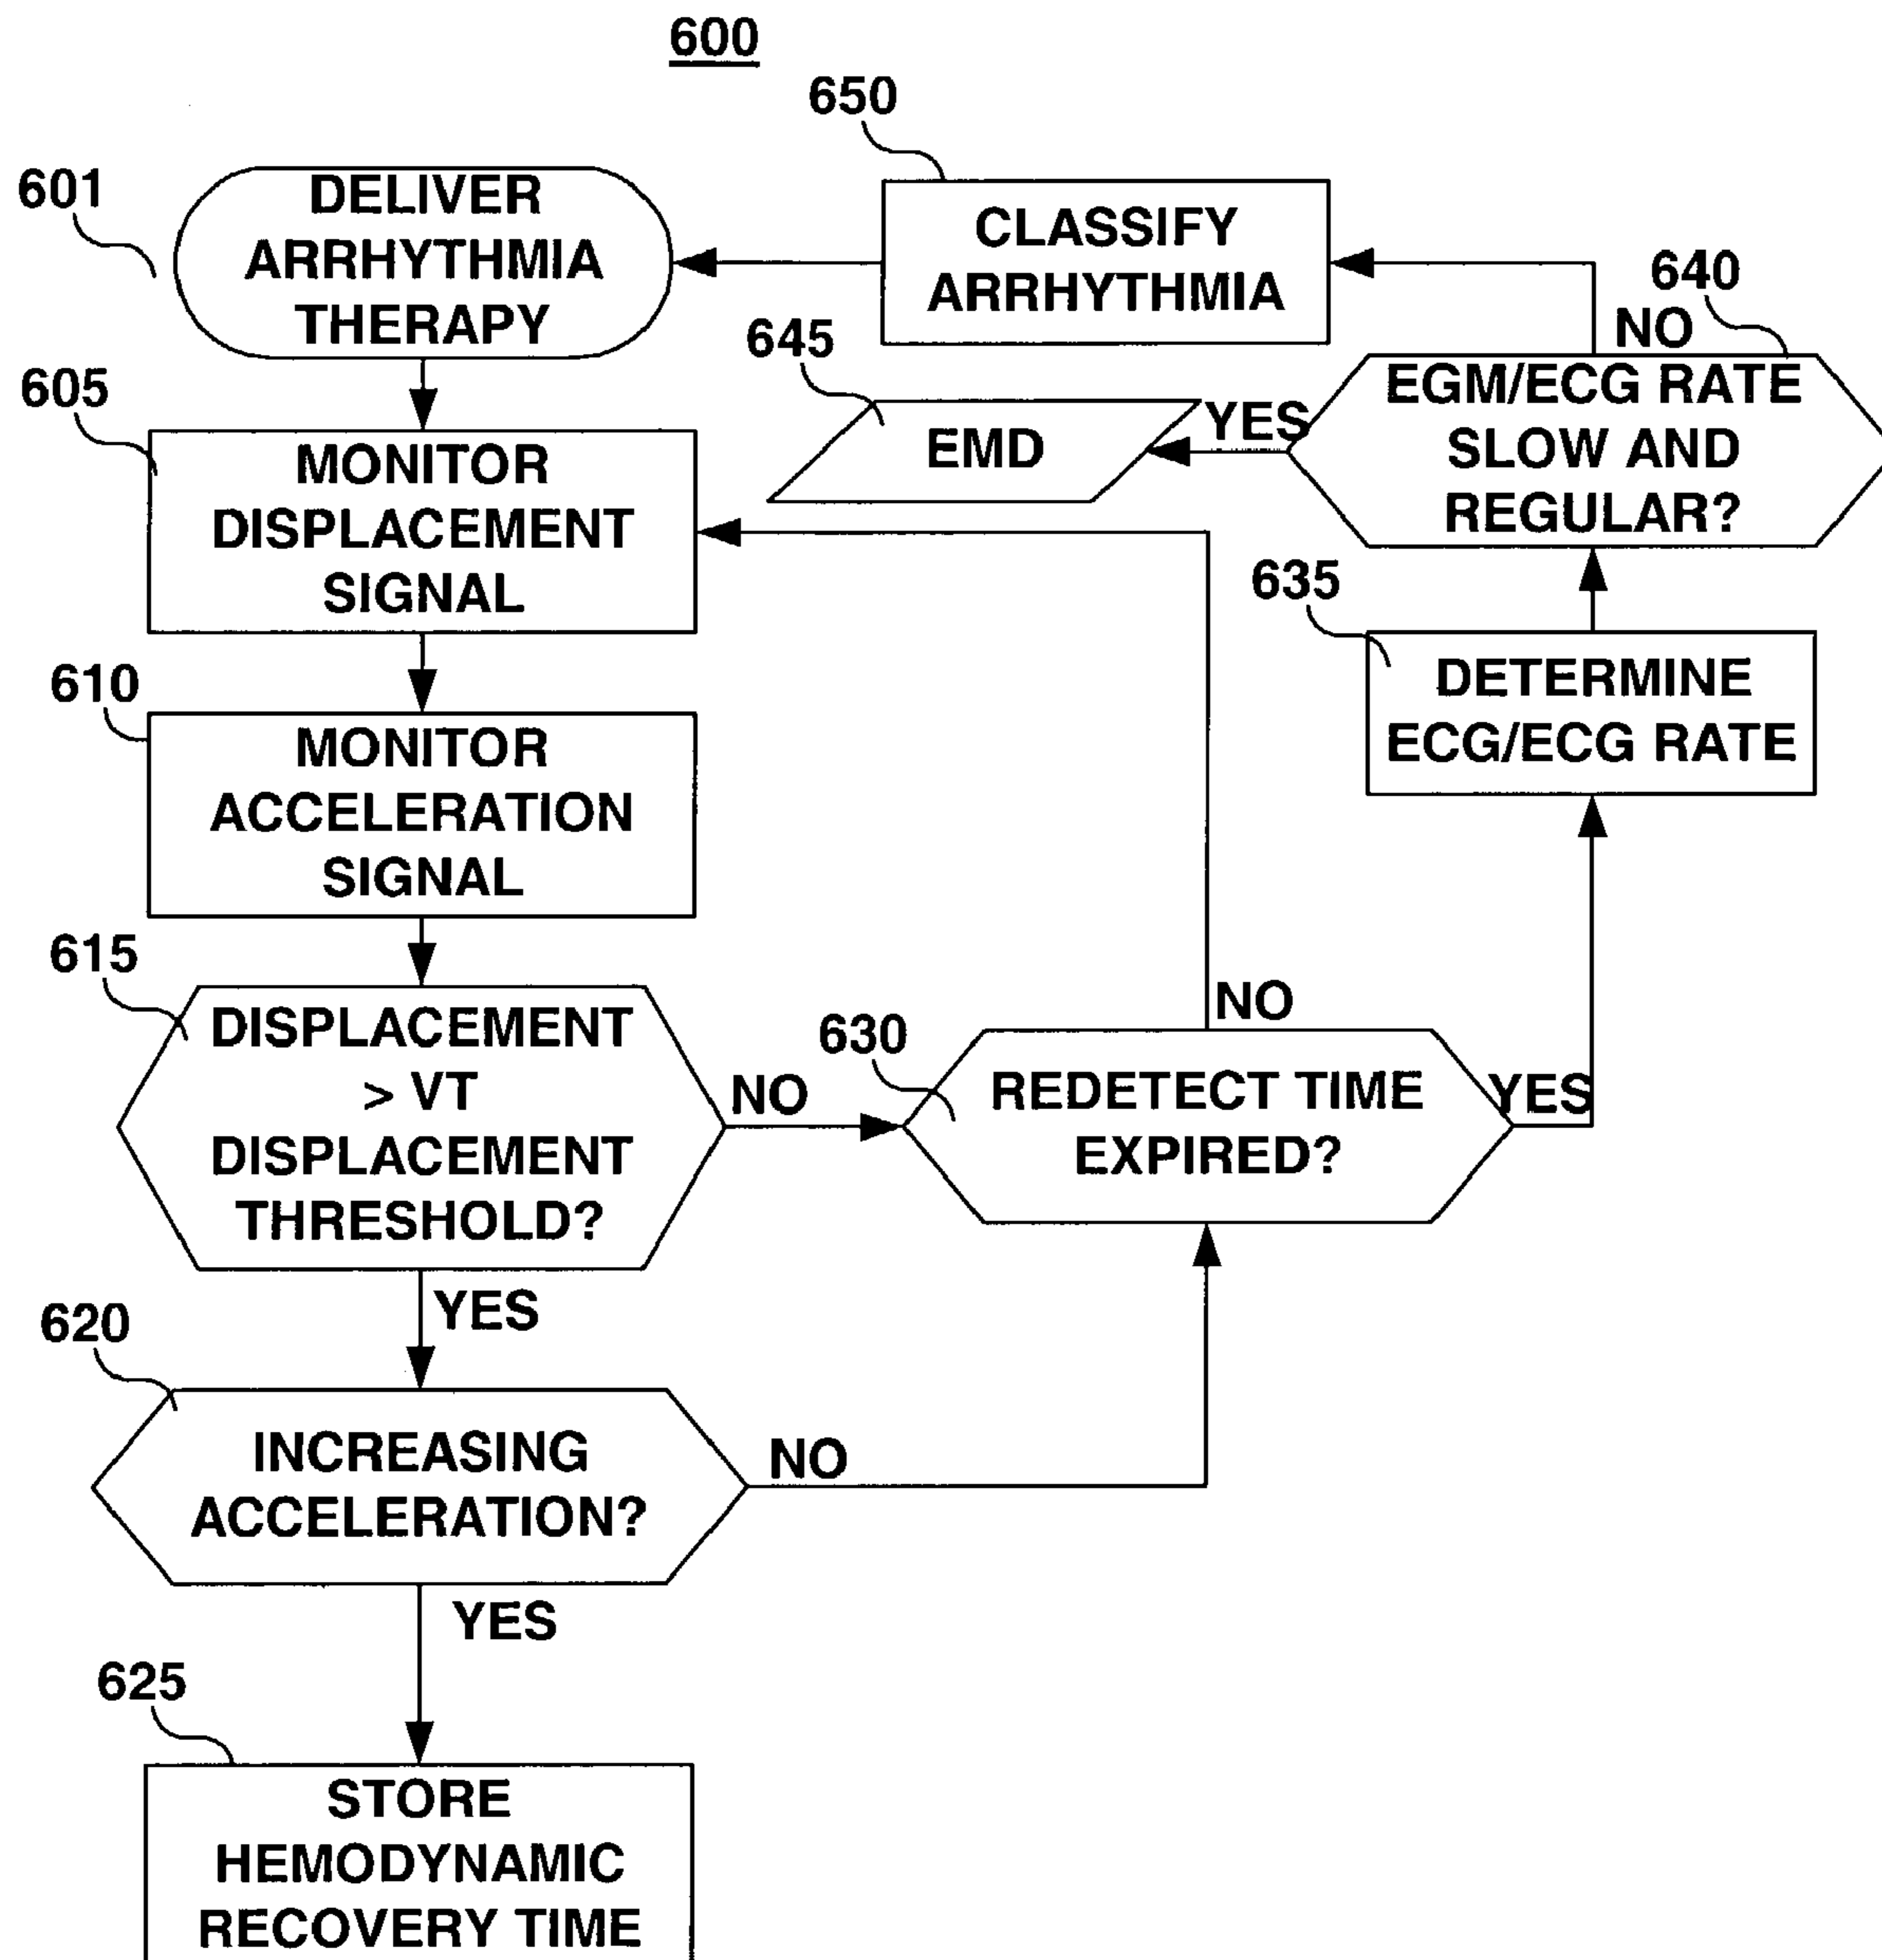 600
650
601
DELIVER
ARRHYTHMIA
THERAPY
CLASSIFY
ARRHYTHMIA
640
NO
645
605
EMD
YES
EGM/ECG RATE
SLOW AND
REGULAR?
MONITOR
DISPLACEMENT
SIGNAL
635
DETERMINE
ECG/ECG RATE
610
MONITOR
ACCELERATION
SIGNAL
615
DISPLACEMENT
> VT
DISPLACEMENT
THRESHOLD?
NO
630
NO
REDETECT TIME
EXPIRED?
YES
YES
620
INCREASING
ACCELERATION?
NO
YES
625
STORE
HEMODYNAMIC
RECOVERY TIME